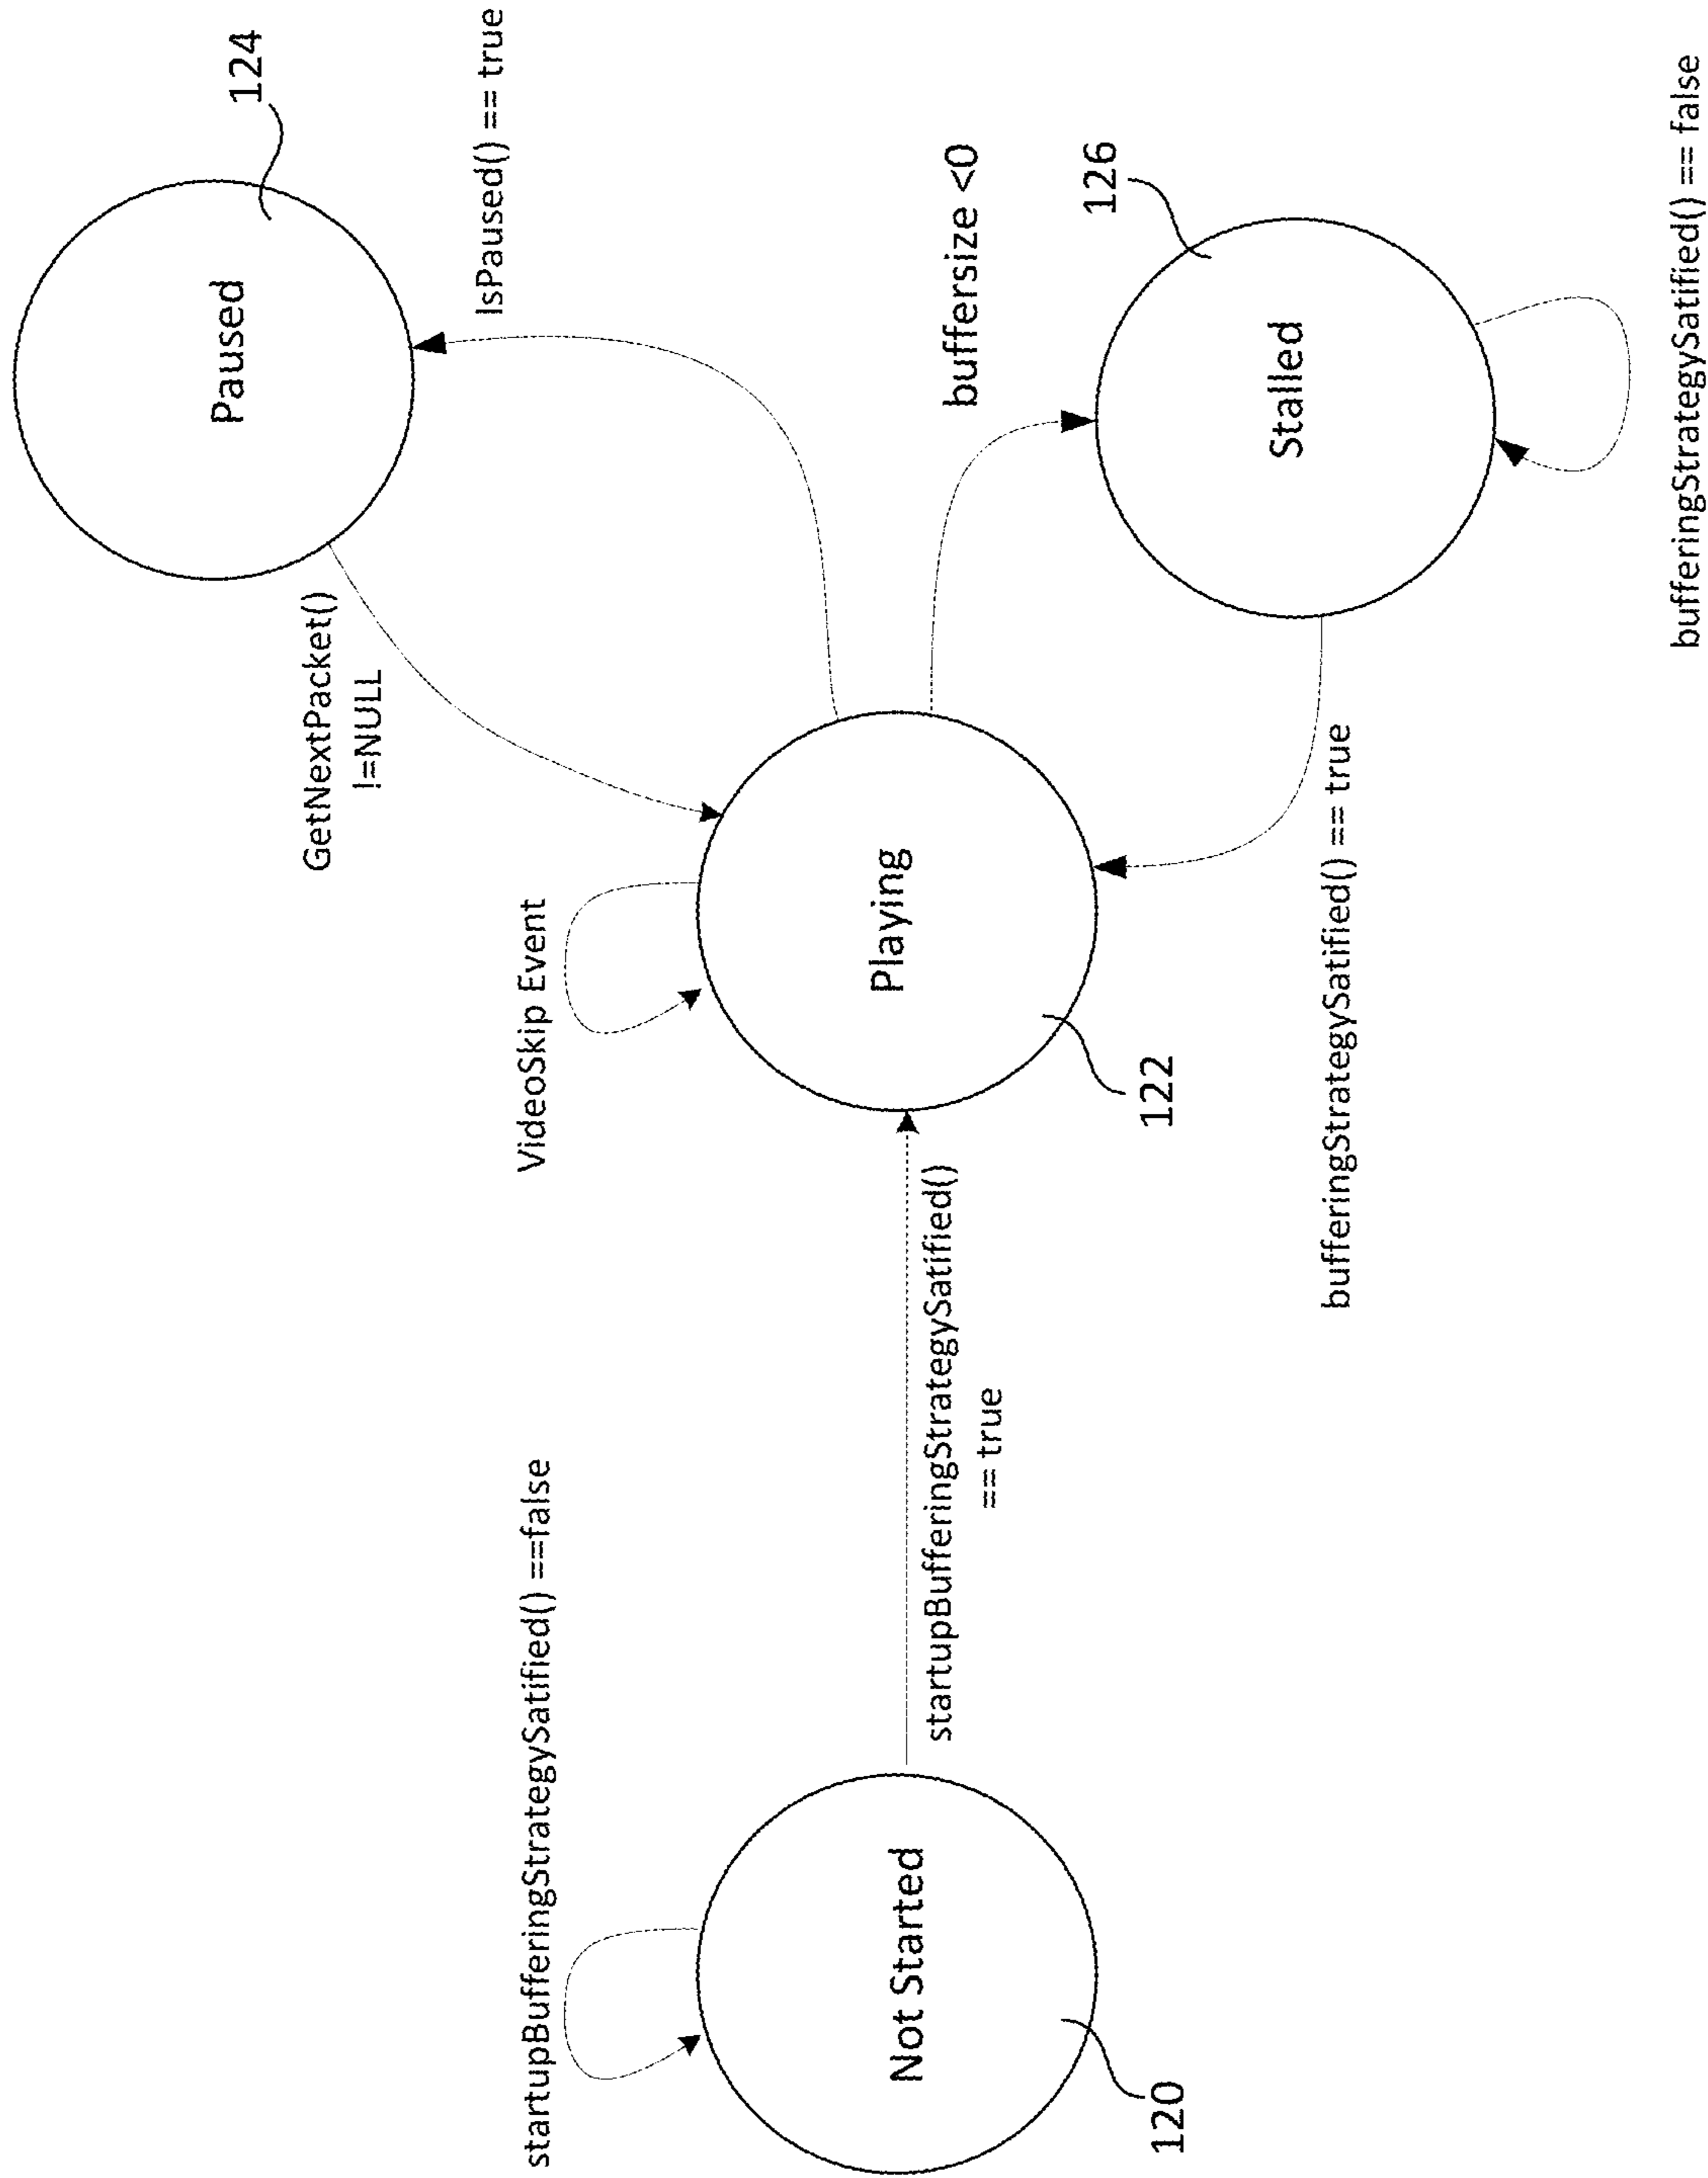 startupBufferingStrategySatified() ==false
Not Started
120
startupBufferingStrategySatified()
== true
VideoSkip Event
Playing
122
GetNextPacket()
!=NULL
Paused
124
IsPaused() == true
buffersize <0
Stalled
126
bufferingStrategySatified() == true
bufferingStrategySatified() == false